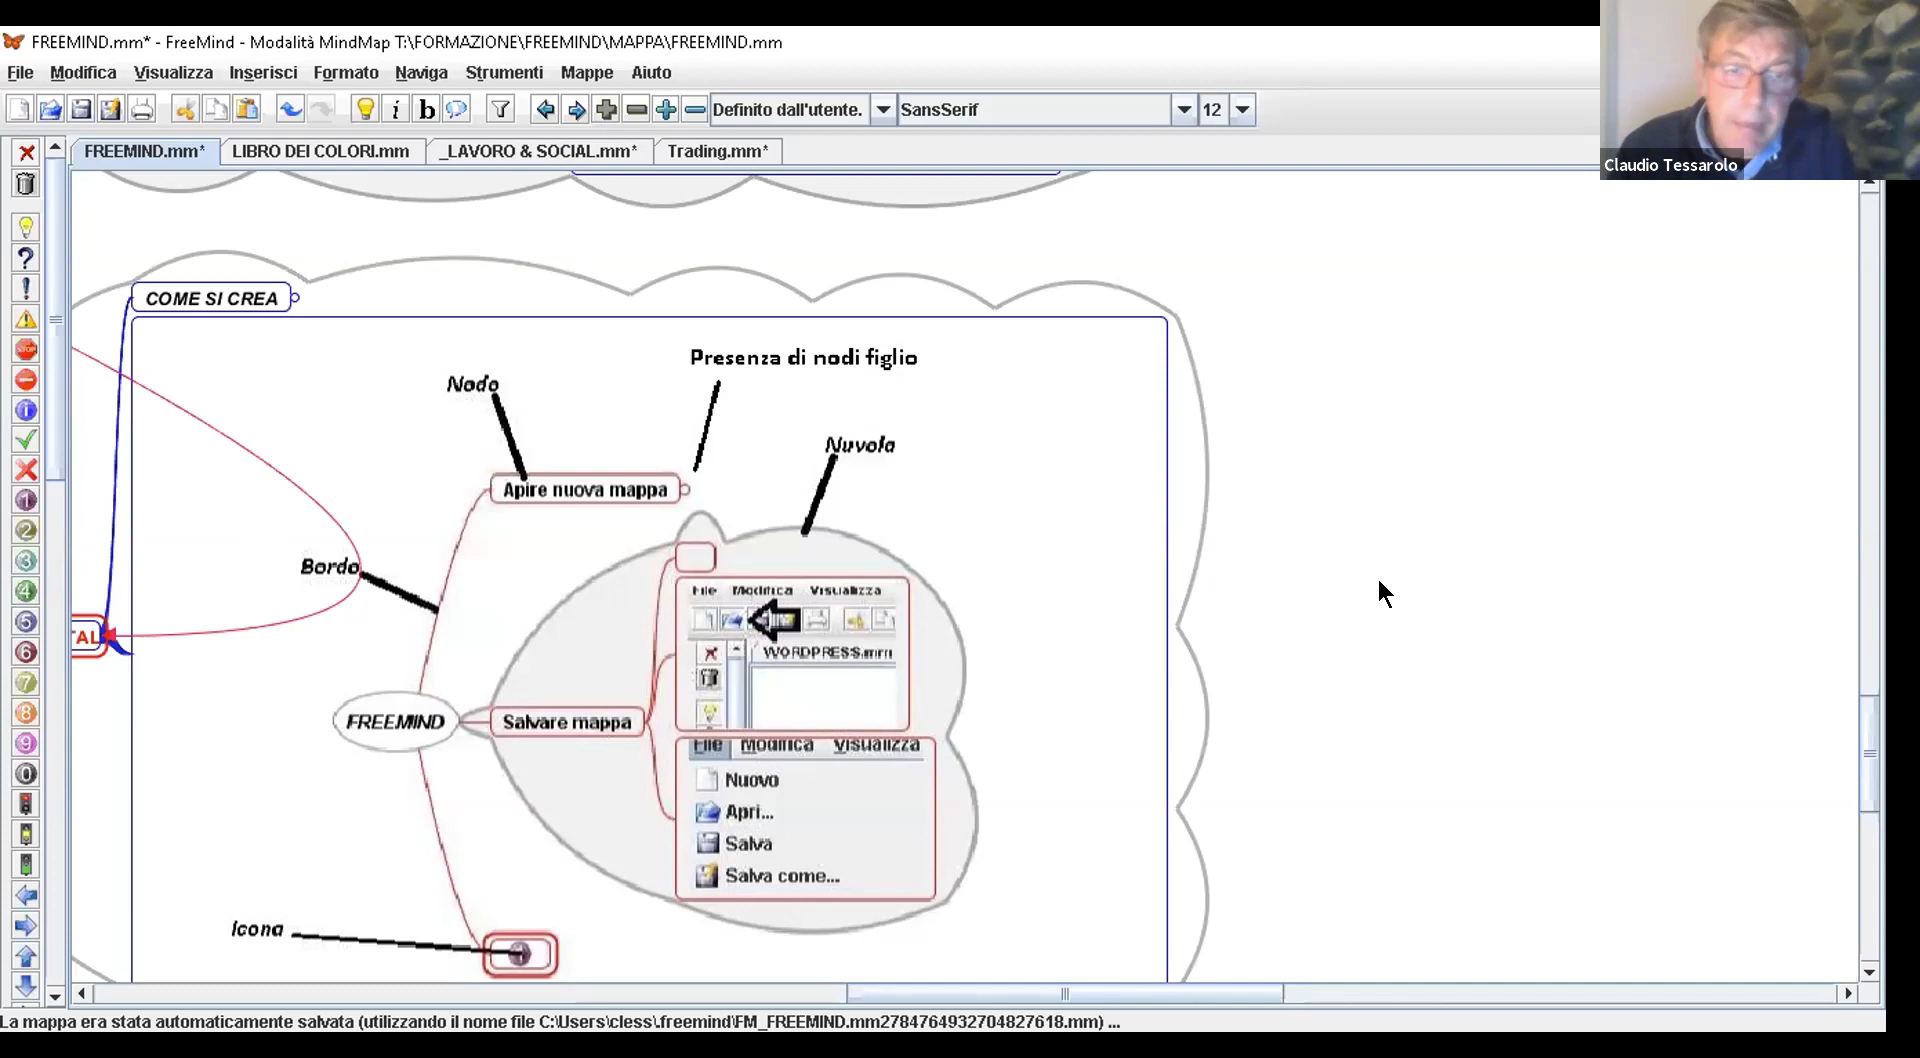 FREEMIND.mm* - FreeMind - Modalità MindMap T:\FORMAZIONE\FREEMIND\MAPPA\FREEMIND.mm
File Modifica Visualizza Inserisci Formato Naviga Strumenti Mappe Aiuto
Definito dall'utente. SansSerif 12
Claudio Tessarolo
FREEMIND.mm* LIBRO DEI COLORI.mm _LAVORO & SOCIAL.mm* Trading.mm*
COME SI CREA
Presenza di nodi figlio
Nodo
Nuvola
Apire nuova mappa
Bordo
File Modifica Visualizza
TAL
WORDPRESS.mm
FREEMIND
Salvare mappa
File Modifica Visualizza
Nuovo
Apri...
Salva
Salva come...
Icona
La mappa era stata automaticamente salvata (utilizzando il nome file C:\Users\cless\.freemind\FM_FREEMIND.mm2784764932704827618.mm) ...